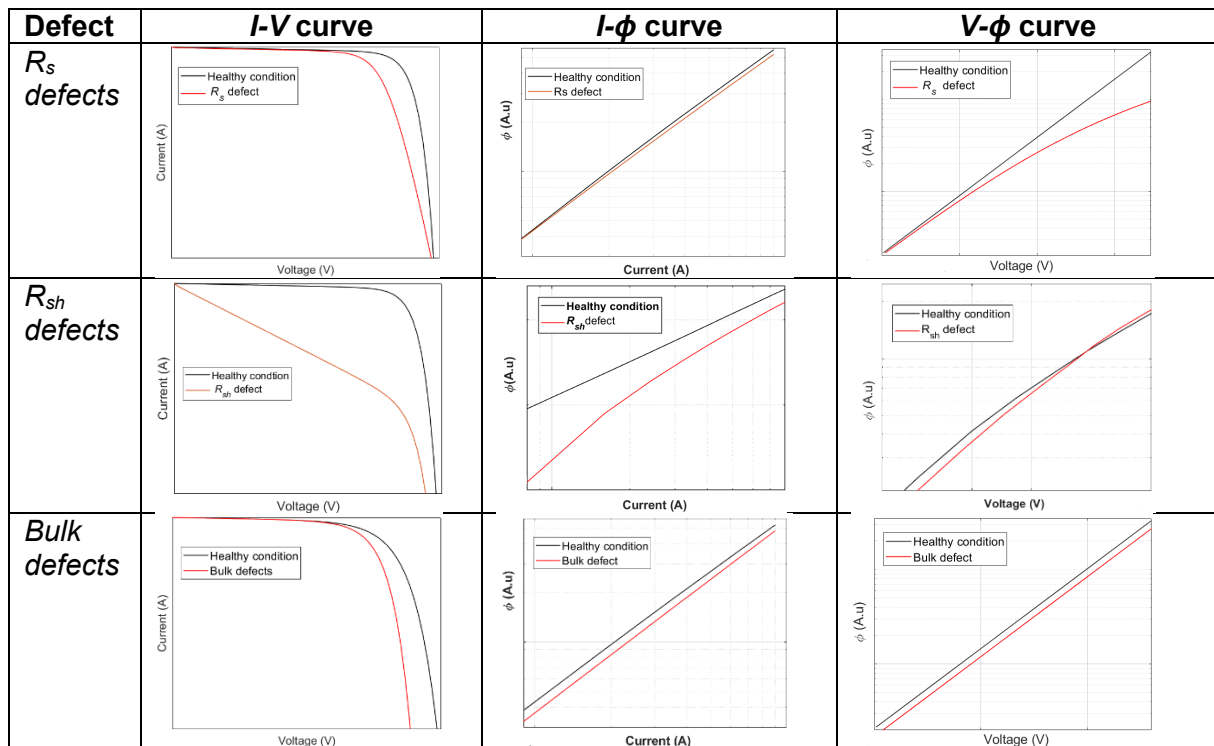 Defect
I-V curve
I-ϕ curve
V-ϕ curve
Rs
defects
Healthy condition
Rs defect
Current (A)
Voltage (V)
Healthy condition
Rs defect
ϕ (A.u)
Current (A)
Healthy condition
Rs defect
ϕ (A.u)
Voltage (V)
Rsh
defects
Healthy condition
Rsh defect
Current (A)
Voltage (V)
Healthy condition
Rsh defect
ϕ(A.u)
Current (A)
Healthy condition
Rsh defect
ϕ (A.u)
Voltage (V)
Bulk
defects
Healthy condition
Bulk defects
Current (A)
Voltage (V)
Healthy condition
Bulk defect
ϕ (A.u)
Current (A)
Healthy condition
Bulk defect
ϕ (A.u)
Voltage (V)